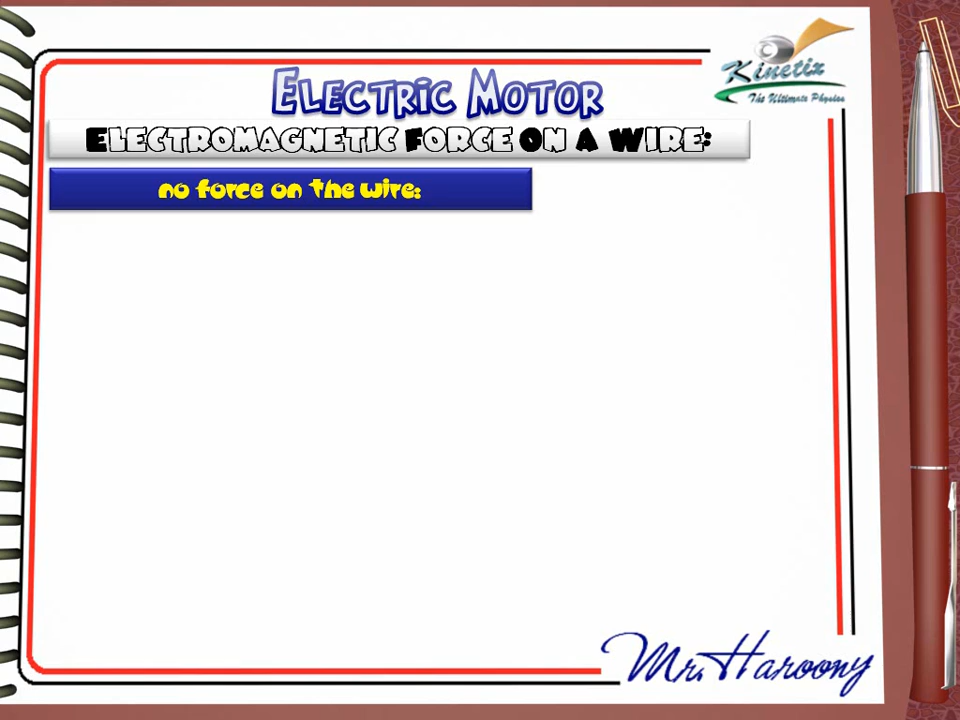 Electric Motor
Kinetix
The Ultimate Physics
Electromagnetic Force On A Wire:
no force on the wire:
Mr. Haroony